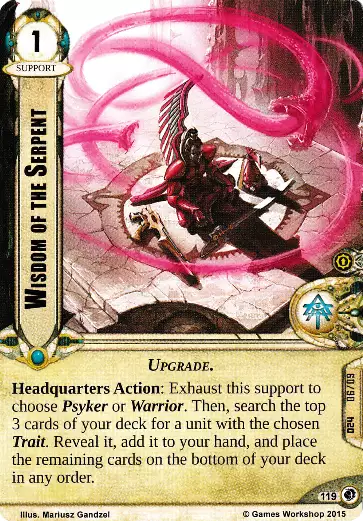 1
SUPPORT
WISDOM OF THE SERPENT
UPGRADE.
Headquarters Action: Exhaust this support to
choose Psyker or Warrior. Then, search the top
3 cards of your deck for a unit with the chosen
Trait. Reveal it, add it to your hand, and place
the remaining cards on the bottom of your deck
in any order.
024 06/09
119
Illus. Mariusz Gandzel
© Games Workshop 2015